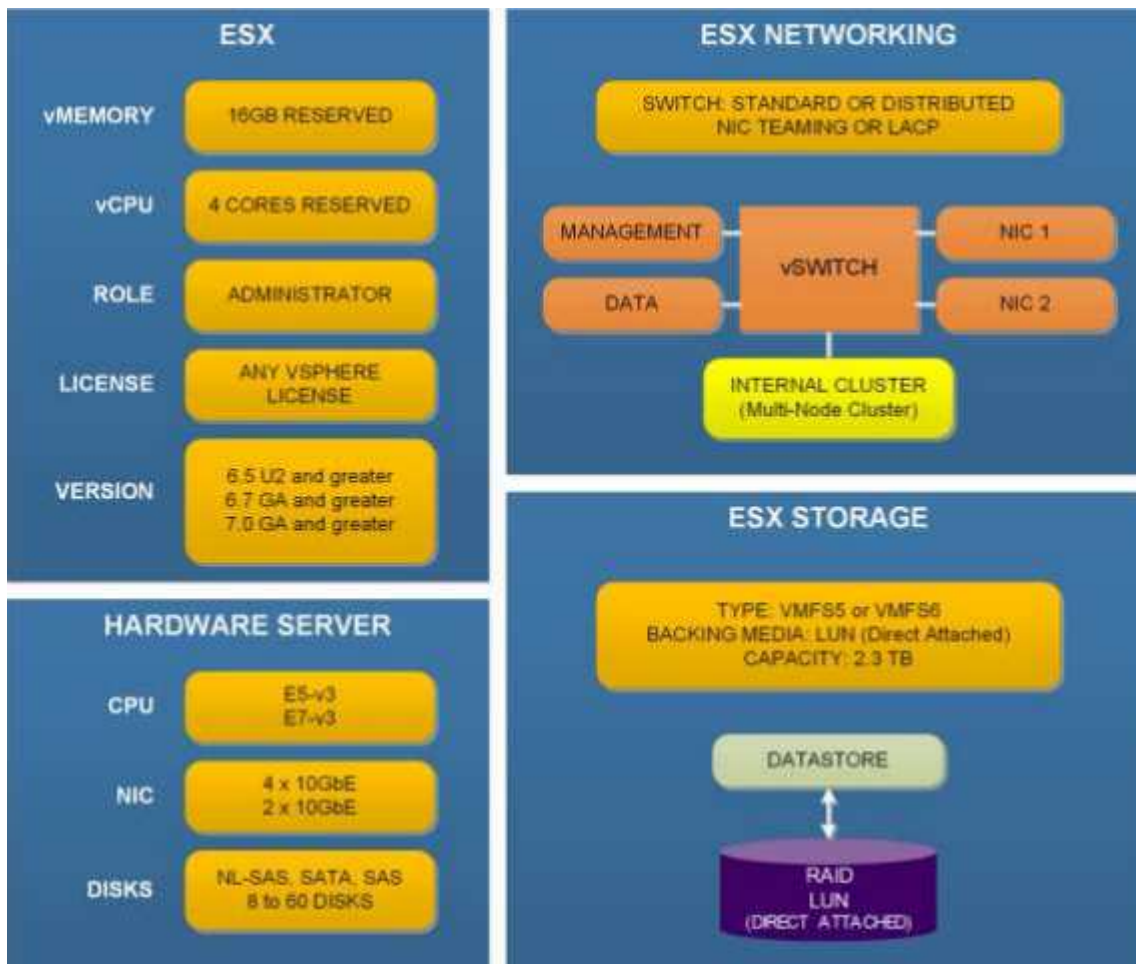 ESX
vMEMORY
16GB RESERVED
vCPU
4 CORES RESERVED
ROLE
ADMINISTRATOR
LICENSE
ANY VSPHERE
LICENSE
VERSION
6.5 U2 and greater
6.7 GA and greater
7.0 GA and greater
HARDWARE SERVER
CPU
E5-v3
E7-v3
NIC
4 x 10GbE
2 x 10GbE
DISKS
NL-SAS, SATA, SAS
8 to 60 DISKS
ESX NETWORKING
SWITCH: STANDARD OR DISTRIBUTED
NIC TEAMING OR LACP
MANAGEMENT
DATA
vSWITCH
NIC 1
NIC 2
INTERNAL CLUSTER
(Multi-Node Cluster)
ESX STORAGE
TYPE: VMFS5 or VMFS6
BACKING MEDIA: LUN (Direct Attached)
CAPACITY: 2.3 TB
DATASTORE
RAID
LUN
(DIRECT ATTACHED)